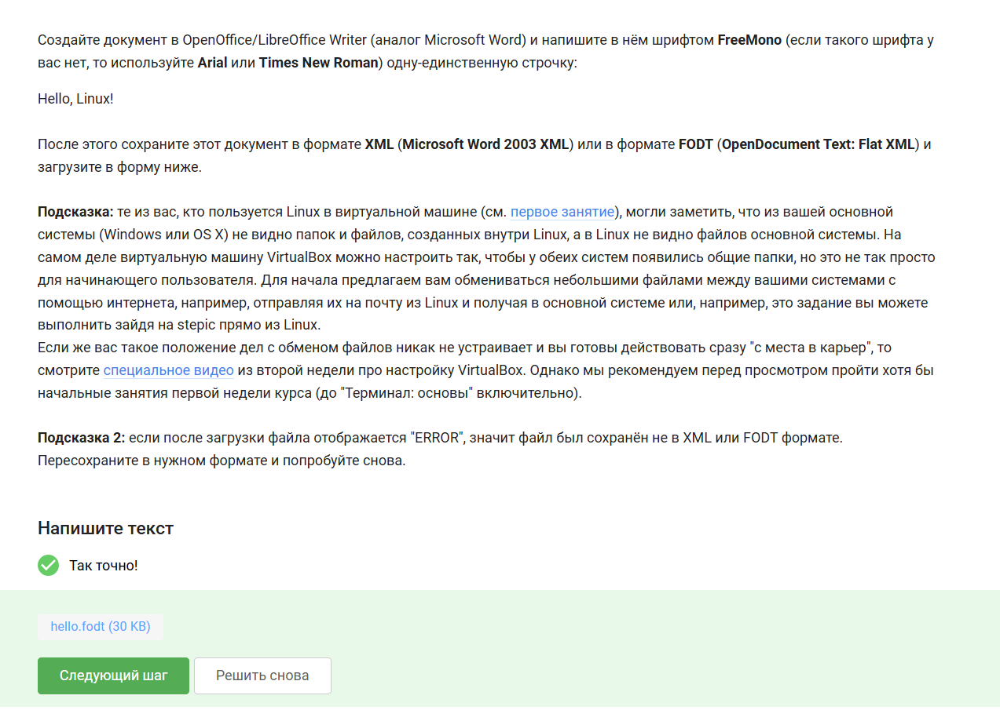 Создайте документ в OpenOffice/LibreOffice Writer (аналог Microsoft Word) и напишите в нём шрифтом FreeMono (если такого шрифта у
вас нет, то используйте Arial или Times New Roman) одну-единственную строчку:
Hello, Linux!
После этого сохраните этот документ в формате XML (Microsoft Word 2003 XML) или в формате FODT (OpenDocument Text: Flat XML) и
загрузите в форму ниже.
Подсказка: те из вас, кто пользуется Linux в виртуальной машине (см. первое занятие), могли заметить, что из вашей основной
системы (Windows или OS X) не видно папок и файлов, созданных внутри Linux, а в Linux не видно файлов основной системы. На
самом деле виртуальную машину VirtualBox можно настроить так, чтобы у обеих систем появились общие папки, но это не так просто
для начинающего пользователя. Для начала предлагаем вам обмениваться небольшими файлами между вашими системами с
помощью интернета, например, отправляя их на почту из Linux и получая в основной системе или, например, это задание вы можете
выполнить зайдя на stepic прямо из Linux.
Если же вас такое положение дел с обменом файлов никак не устраивает и вы готовы действовать сразу "с места в карьер", то
смотрите специальное видео из второй недели про настройку VirtualBox. Однако мы рекомендуем перед просмотром пройти хотя бы
начальные занятия первой недели курса (до "Терминал: основы" включительно).
Подсказка 2: если после загрузки файла отображается "ERROR", значит файл был сохранён не в XML или FODT формате.
Пересохраните в нужном формате и попробуйте снова.
Напишите текст
Так точно!
hello.fodt (30 KB)
Следующий шаг
Решить снова